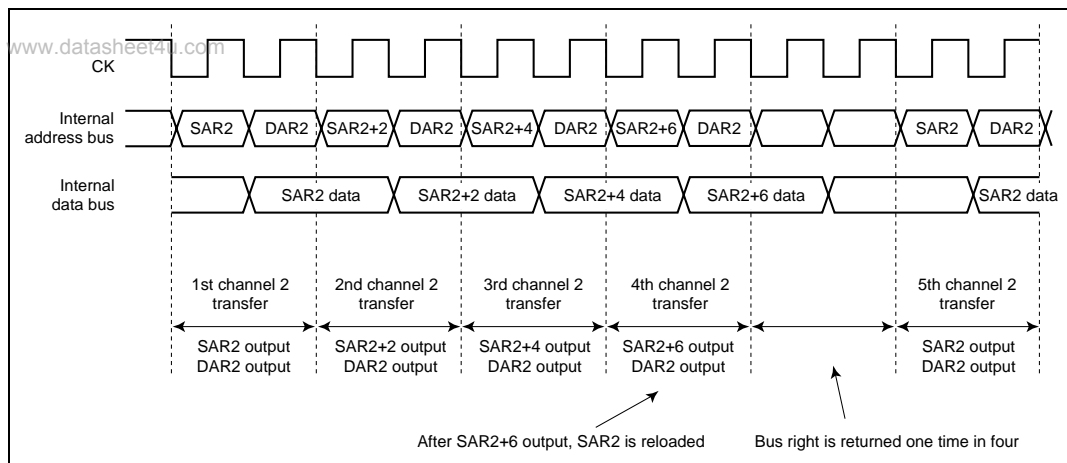 www.datasheet4u.com
CK
Internal
address bus
SAR2 DAR2 SAR2+2 DAR2 SAR2+4 DAR2 SAR2+6 DAR2 SAR2 DAR2
Internal
data bus
SAR2 data SAR2+2 data SAR2+4 data SAR2+6 data SAR2 data
1st channel 2
transfer
2nd channel 2
transfer
3rd channel 2
transfer
4th channel 2
transfer
5th channel 2
transfer
SAR2 output
DAR2 output
SAR2+2 output
DAR2 output
SAR2+4 output
DAR2 output
SAR2+6 output
DAR2 output
SAR2 output
DAR2 output
After SAR2+6 output, SAR2 is reloaded
Bus right is returned one time in four